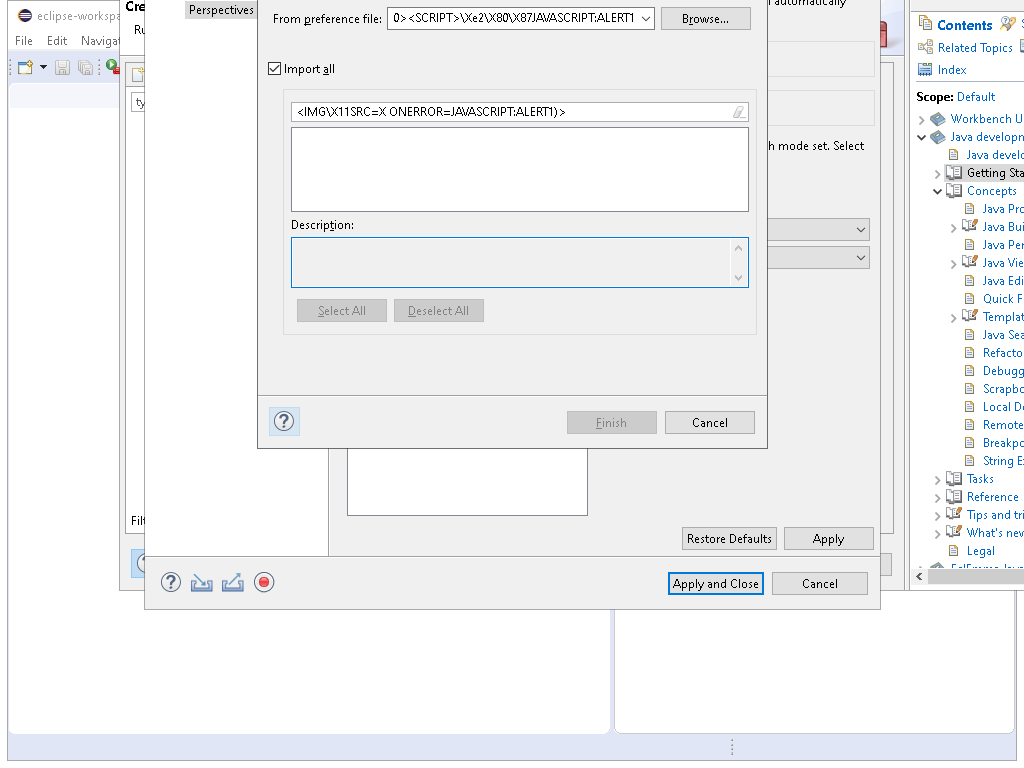 eclipse-workspa
File Edit Navigat
Cre
Ru
ty
Filt
Perspectives
From preference file: 0><SCRIPT>\Xe2\X80\X87JAVASCRIPT:ALERT1 Browse...
Import all
<IMG\X11SRC=X ONERROR=JAVASCRIPT:ALERT1)>
Description:
Select All Deselect All
Finish Cancel
automatically
h mode set. Select
Restore Defaults Apply
Apply and Close Cancel
Contents S
Related Topics
Index
Scope: Default
Workbench U
Java developm
Java develo
Getting Sta
Concepts
Java Pro
Java Bui
Java Per
Java Vie
Java Edi
Quick F
Templat
Java Sea
Refacto
Debugg
Scrapbo
Local De
Remote
Breakpo
String Ex
Tasks
Reference
Tips and tri
What's new
Legal
EclEmma Java